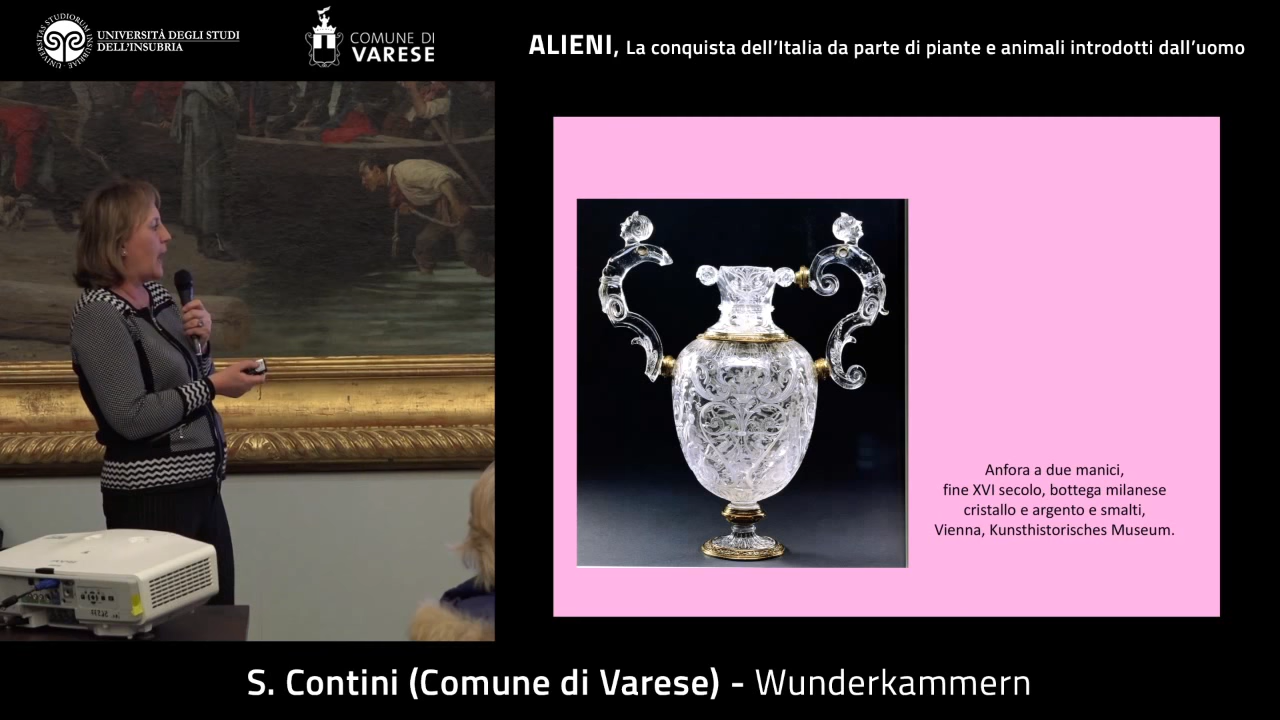 UNIVERSITÀ DEGLI STUDI
DELL'INSUBRIA
COMUNE DI
VARESE
ALIENI, La conquista dell'Italia da parte di piante e animali introdotti dall'uomo
Anfora a due manici,
fine XVI secolo, bottega milanese
cristallo e argento e smalti,
Vienna, Kunsthistorisches Museum.
S. Contini (Comune di Varese) - Wunderkammern